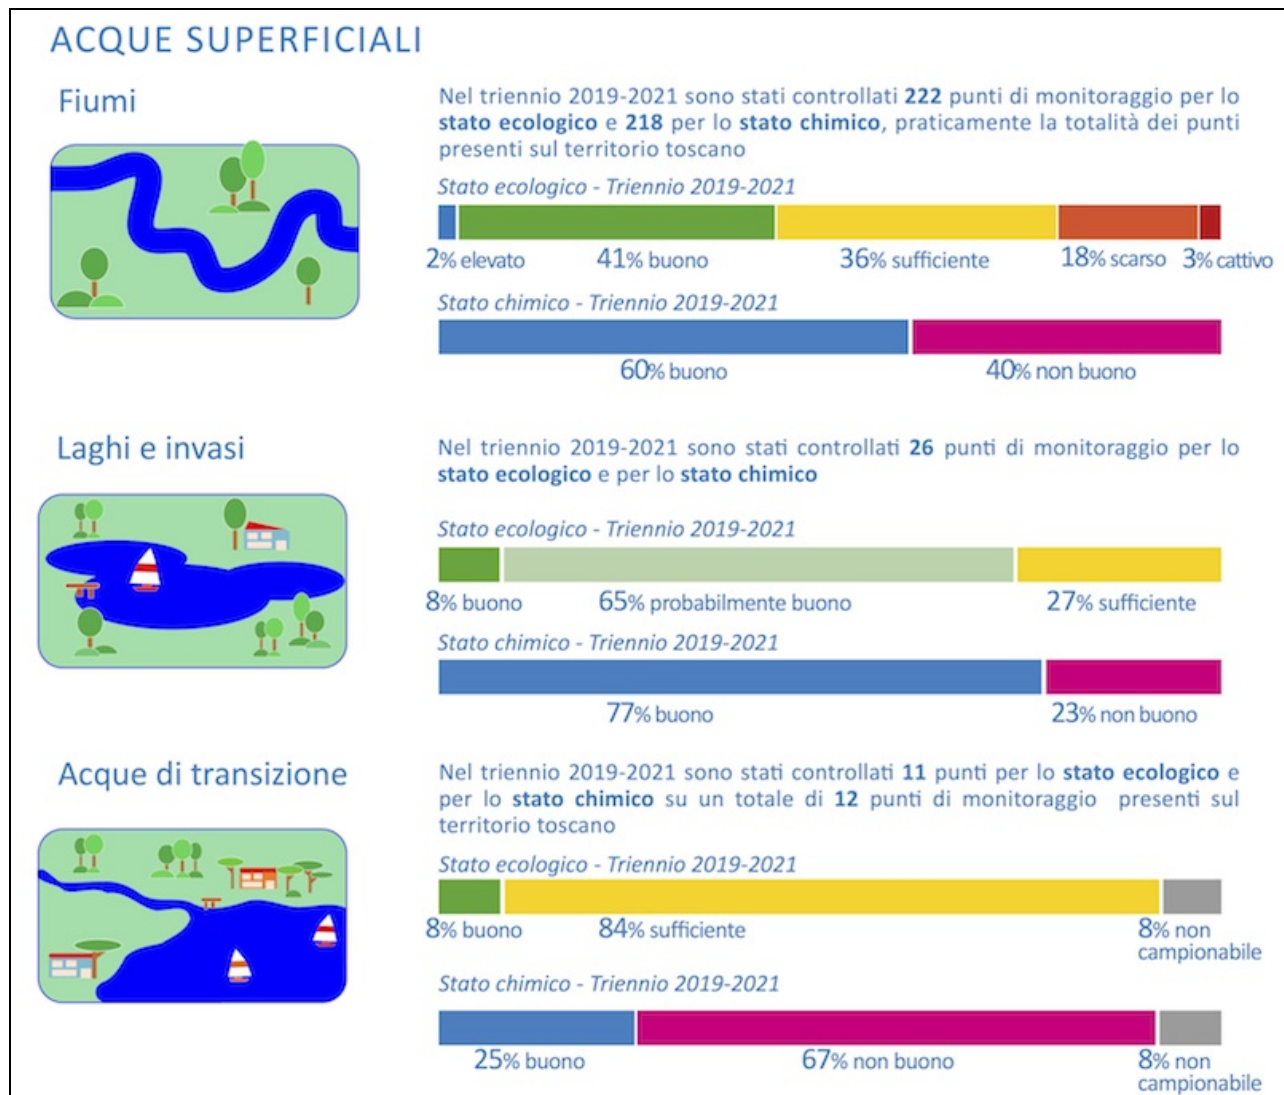 ACQUE SUPERFICIALI
Fiumi
Nel triennio 2019-2021 sono stati controllati 222 punti di monitoraggio per lo
stato ecologico e 218 per lo stato chimico, praticamente la totalità dei punti
presenti sul territorio toscano
Stato ecologico - Triennio 2019-2021
2% elevato 41% buono 36% sufficiente 18% scarso 3% cattivo
Stato chimico - Triennio 2019-2021
60% buono 40% non buono
Laghi e invasi
Nel triennio 2019-2021 sono stati controllati 26 punti di monitoraggio per lo
stato ecologico e per lo stato chimico
Stato ecologico - Triennio 2019-2021
8% buono 65% probabilmente buono 27% sufficiente
Stato chimico - Triennio 2019-2021
77% buono 23% non buono
Acque di transizione
Nel triennio 2019-2021 sono stati controllati 11 punti per lo stato ecologico e
per lo stato chimico su un totale di 12 punti di monitoraggio presenti sul
territorio toscano
Stato ecologico - Triennio 2019-2021
8% buono 84% sufficiente 8% non
campionabile
Stato chimico - Triennio 2019-2021
25% buono 67% non buono 8% non
campionabile